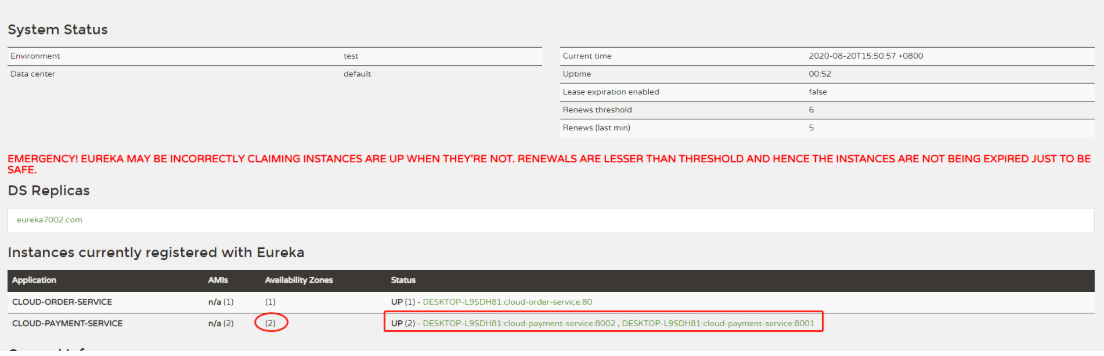 System Status
Environment test
Data center default
Current time 2020-08-20T15:50:57 +0800
Uptime 00:52
Lease expiration enabled false
Renews threshold 6
Renews (last min) 5
EMERGENCY! EUREKA MAY BE INCORRECTLY CLAIMING INSTANCES ARE UP WHEN THEY'RE NOT. RENEWALS ARE LESSER THAN THRESHOLD AND HENCE THE INSTANCES ARE NOT BEING EXPIRED JUST TO BE
SAFE.
DS Replicas
eureka7002.com
Instances currently registered with Eureka
Application AMIs Availability Zones Status
CLOUD-ORDER-SERVICE n/a (1) (1) UP (1) - DESKTOP-L9SDH81:cloud-order-service:80
CLOUD-PAYMENT-SERVICE n/a (2) (2) UP (2) - DESKTOP-L9SDH81:cloud-payment-service:8002 , DESKTOP-L9SDH81:cloud-payment-service:8001